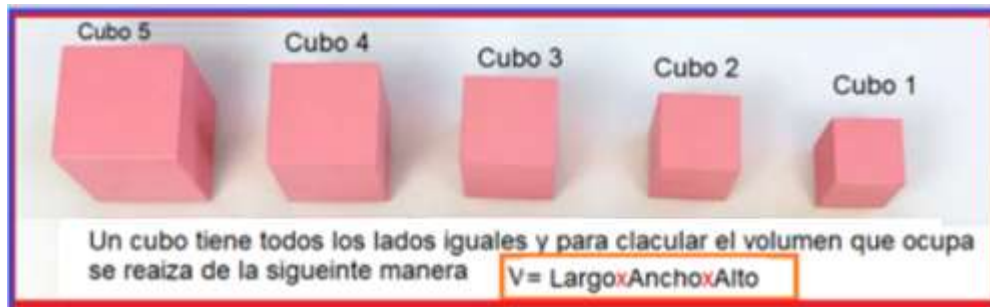 Cubo 5
Cubo 4
Cubo 3
Cubo 2
Cubo 1
Un cubo tiene todos los lados iguales y para clacular el volumen que ocupa
se reaiza de la sigueinte manera V= LargoxAnchoxAlto